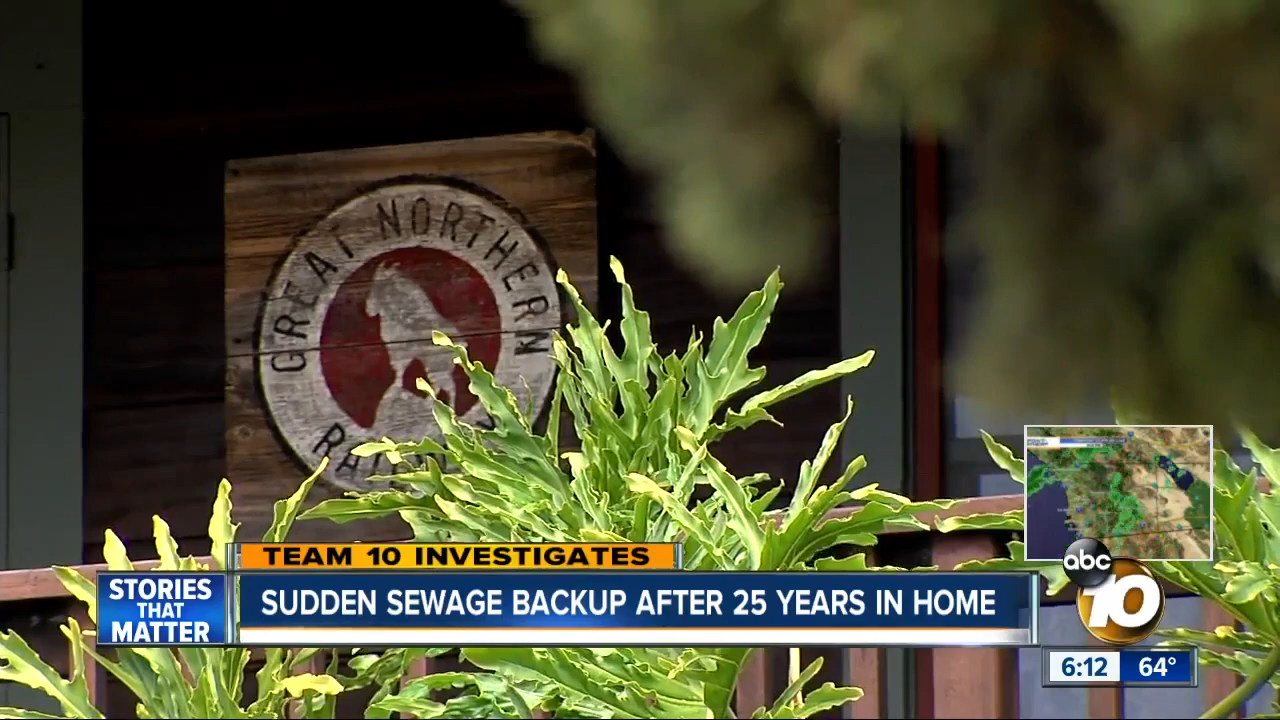 GREAT NORTHERN
TEAM 10 INVESTIGATES
STORIES
THAT
MATTER
SUDDEN SEWAGE BACKUP AFTER 25 YEARS IN HOME
abc
10
6:12 64°